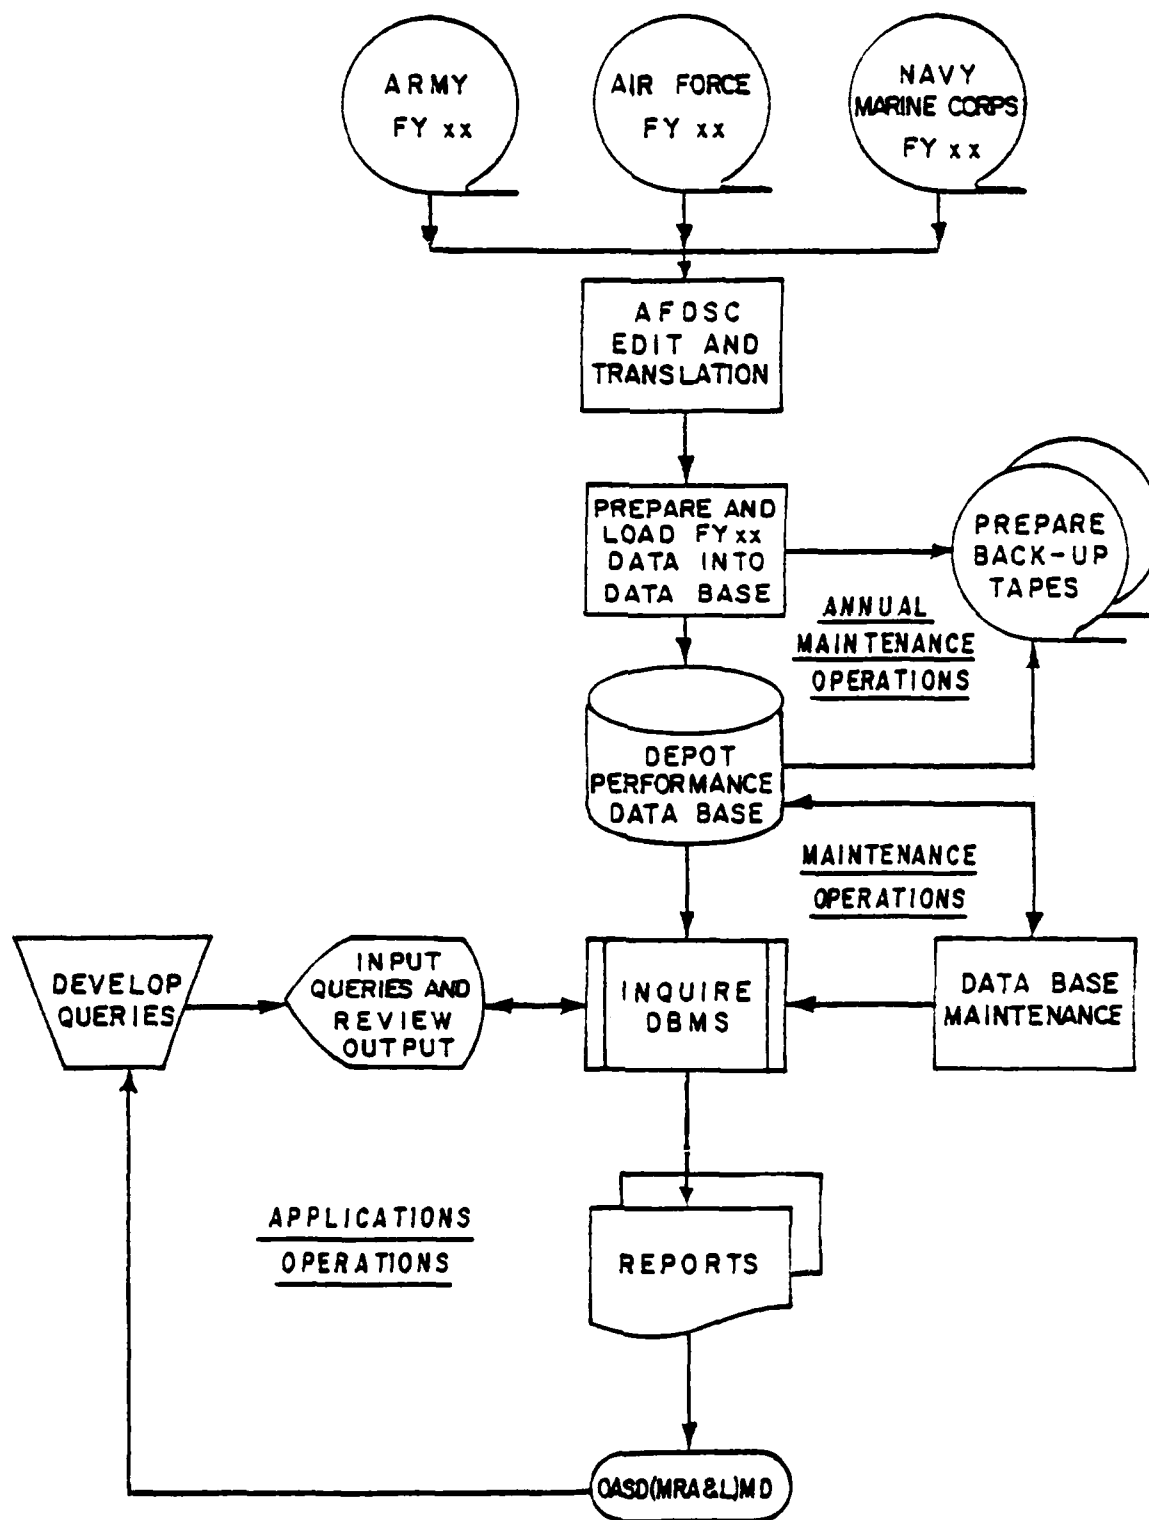 ARMY
FY xx
AIR FORCE
FY xx
NAVY
MARINE CORPS
FY xx
AFDSC
EDIT AND
TRANSLATION
PREPARE AND
LOAD FY xx
DATA INTO
DATA BASE
PREPARE
BACK-UP
TAPES
ANNUAL
MAINTENANCE
OPERATIONS
DEPOT
PERFORMANCE
DATA BASE
MAINTENANCE
OPERATIONS
DEVELOP
QUERIES
INPUT
QUERIES AND
REVIEW
OUTPUT
INQUIRE
DBMS
DATA BASE
MAINTENANCE
APPLICATIONS
OPERATIONS
REPORTS
OASD(MRA&L)MD